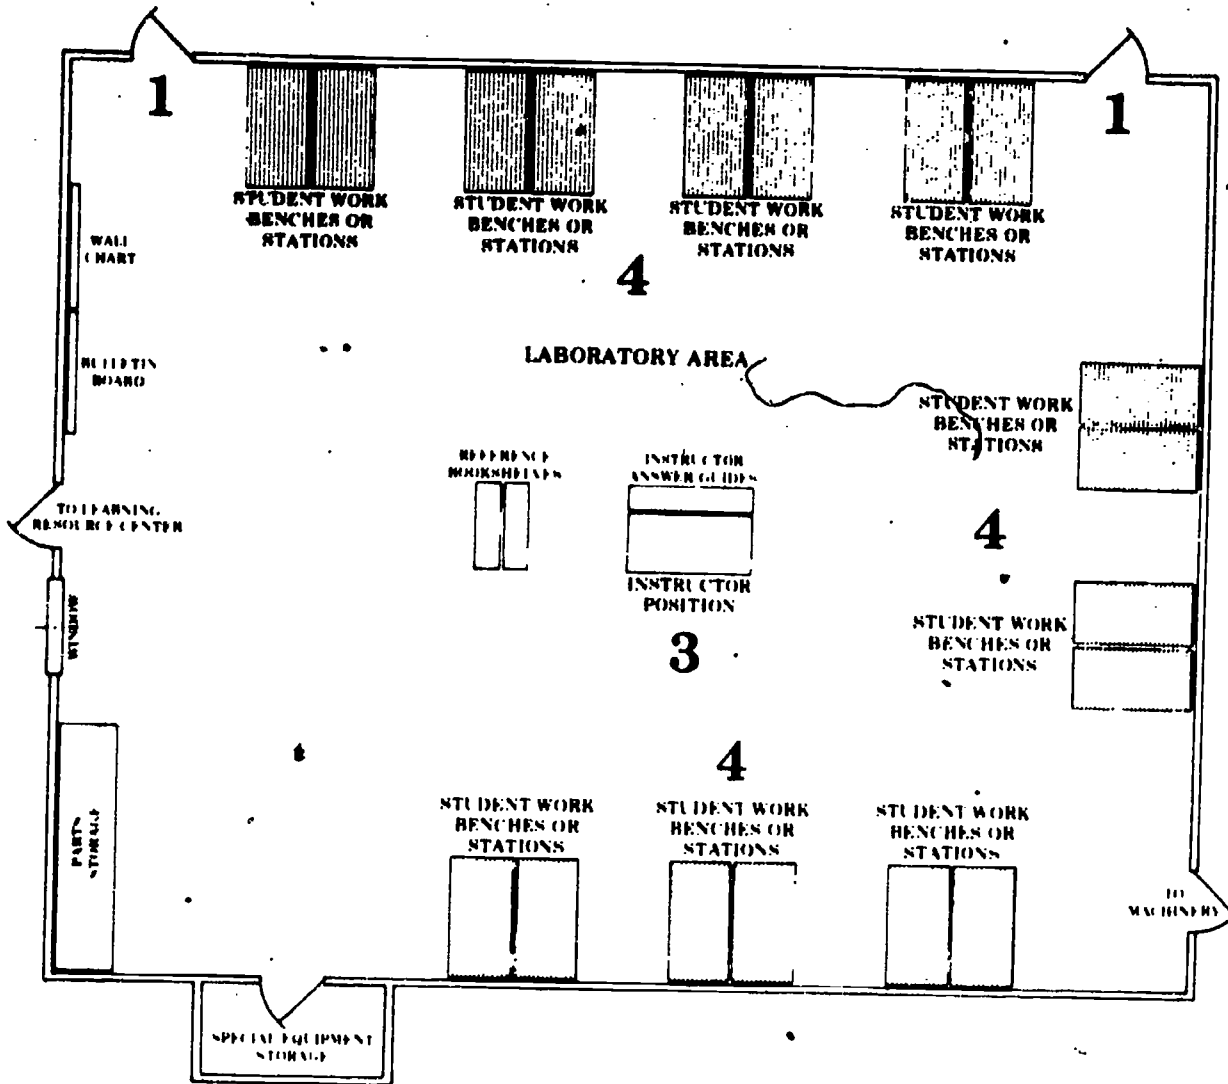 1
1
STUDENT WORK
BENCHES OR
STATIONS
STUDENT WORK
BENCHES OR
STATIONS
STUDENT WORK
BENCHES OR
STATIONS
STUDENT WORK
BENCHES OR
STATIONS
WALL
CHART
4
BULLETIN
BOARD
LABORATORY AREA
STUDENT WORK
BENCHES OR
STATIONS
REFERENCE
BOOKSHELVES
INSTRUCTOR
ANSWER GUIDES
TO LEARNING
RESOURCE CENTER
4
INSTRUCTOR
POSITION
WINDOW
STUDENT WORK
BENCHES OR
STATIONS
3
4
PARTS
STORAGE
STUDENT WORK
BENCHES OR
STATIONS
STUDENT WORK
BENCHES OR
STATIONS
STUDENT WORK
BENCHES OR
STATIONS
TO
MACHINERY
SPECIAL EQUIPMENT
STORAGE